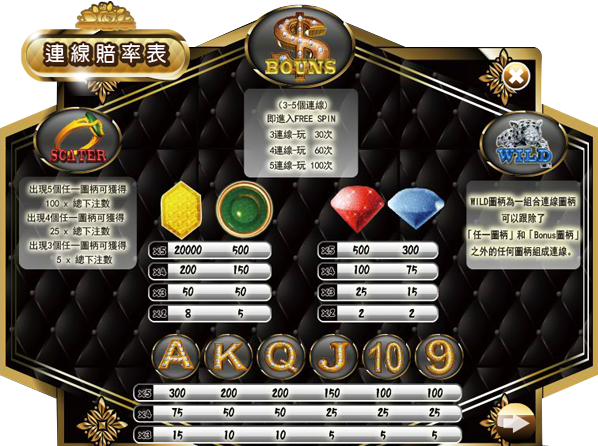 連線賠率表
BOUNS
(3-5個連線)
即進入FREE SPIN
3連線-玩 30次
4連線-玩 60次
5連線-玩 100次
SCATER
出現5個任一圖柄可獲得
100 x 總下注數
出現4個任一圖柄可獲得
25 x 總下注數
出現3個任一圖柄可獲得
5 x 總下注數
WILD
WILD圖柄為一組合連線圖柄
可以跟除了
「任一圖柄」和「Bonus圖柄」
之外的任何圖柄組成連線。
x5 20000 500
x4 200 150
x3 50 50
x2 8 5
x5 500 300
x4 100 75
x3 25 15
x2 2 2
A K Q J 10 9
x5 300 200 200 150 100 100
x4 75 50 50 25 25 25
x3 15 10 10 5 5 5